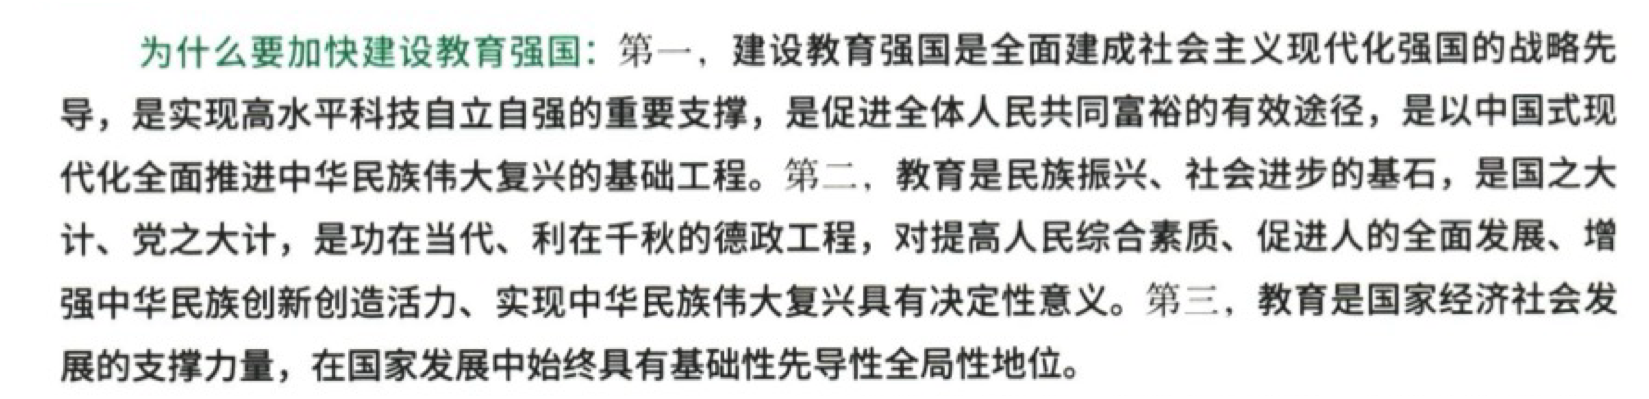 为什么要加快建设教育强国：第一，建设教育强国是全面建成社会主义现代化强国的战略先
导，是实现高水平科技自立自强的重要支撑，是促进全体人民共同富裕的有效途径，是以中国式现
代化全面推进中华民族伟大复兴的基础工程。第二，教育是民族振兴、社会进步的基石，是国之大
计、党之大计，是功在当代、利在千秋的德政工程，对提高人民综合素质、促进人的全面发展、增
强中华民族创新创造活力、实现中华民族伟大复兴具有决定性意义。第三，教育是国家经济社会发
展的支撑力量，在国家发展中始终具有基础性先导性全局性地位。